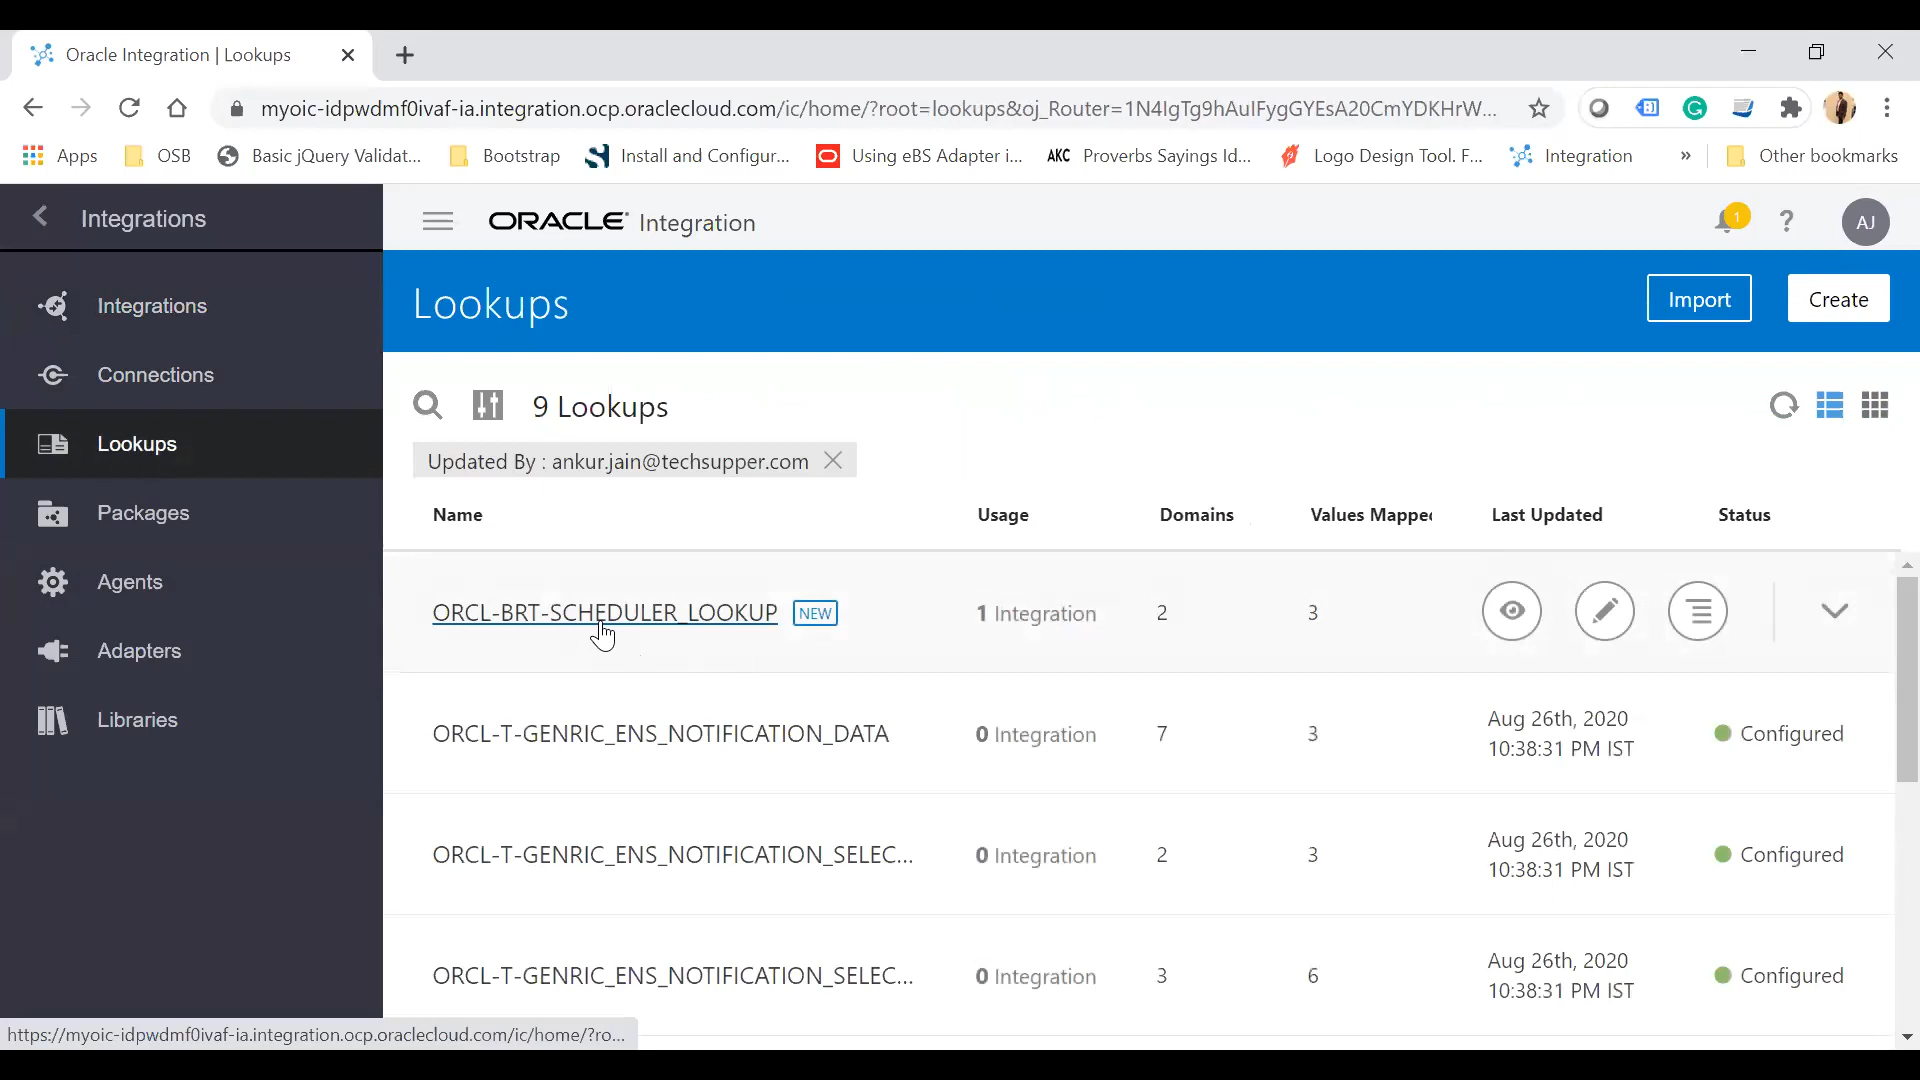 Oracle Integration | Lookups
myoic-idpwdmf0ivaf-ia.integration.ocp.oraclecloud.com/ic/home/?root=lookups&oj_Router=1N4IgTg9hAuIFygGYEsA20CmYDKHrW...
Apps OSB Basic jQuery Validat... Bootstrap Install and Configur... Using eBS Adapter i... AKC Proverbs Sayings Id... Logo Design Tool. F... Integration » Other bookmarks
Integrations
ORACLE Integration 1 ? AJ
Integrations
Connections
Lookups
Packages
Agents
Adapters
Libraries
Lookups Import Create
9 Lookups
Updated By : ankur.jain@techsupper.com
Name Usage Domains Values Mapped Last Updated Status
ORCL-BRT-SCHEDULER_LOOKUP NEW 1 Integration 2 3
ORCL-T-GENRIC_ENS_NOTIFICATION_DATA 0 Integration 7 3 Aug 26th, 2020 10:38:31 PM IST Configured
ORCL-T-GENRIC_ENS_NOTIFICATION_SELEC... 0 Integration 2 3 Aug 26th, 2020 10:38:31 PM IST Configured
ORCL-T-GENRIC_ENS_NOTIFICATION_SELEC... 0 Integration 3 6 Aug 26th, 2020 10:38:31 PM IST Configured
https://myoic-idpwdmf0ivaf-ia.integration.ocp.oraclecloud.com/ic/home/?ro...